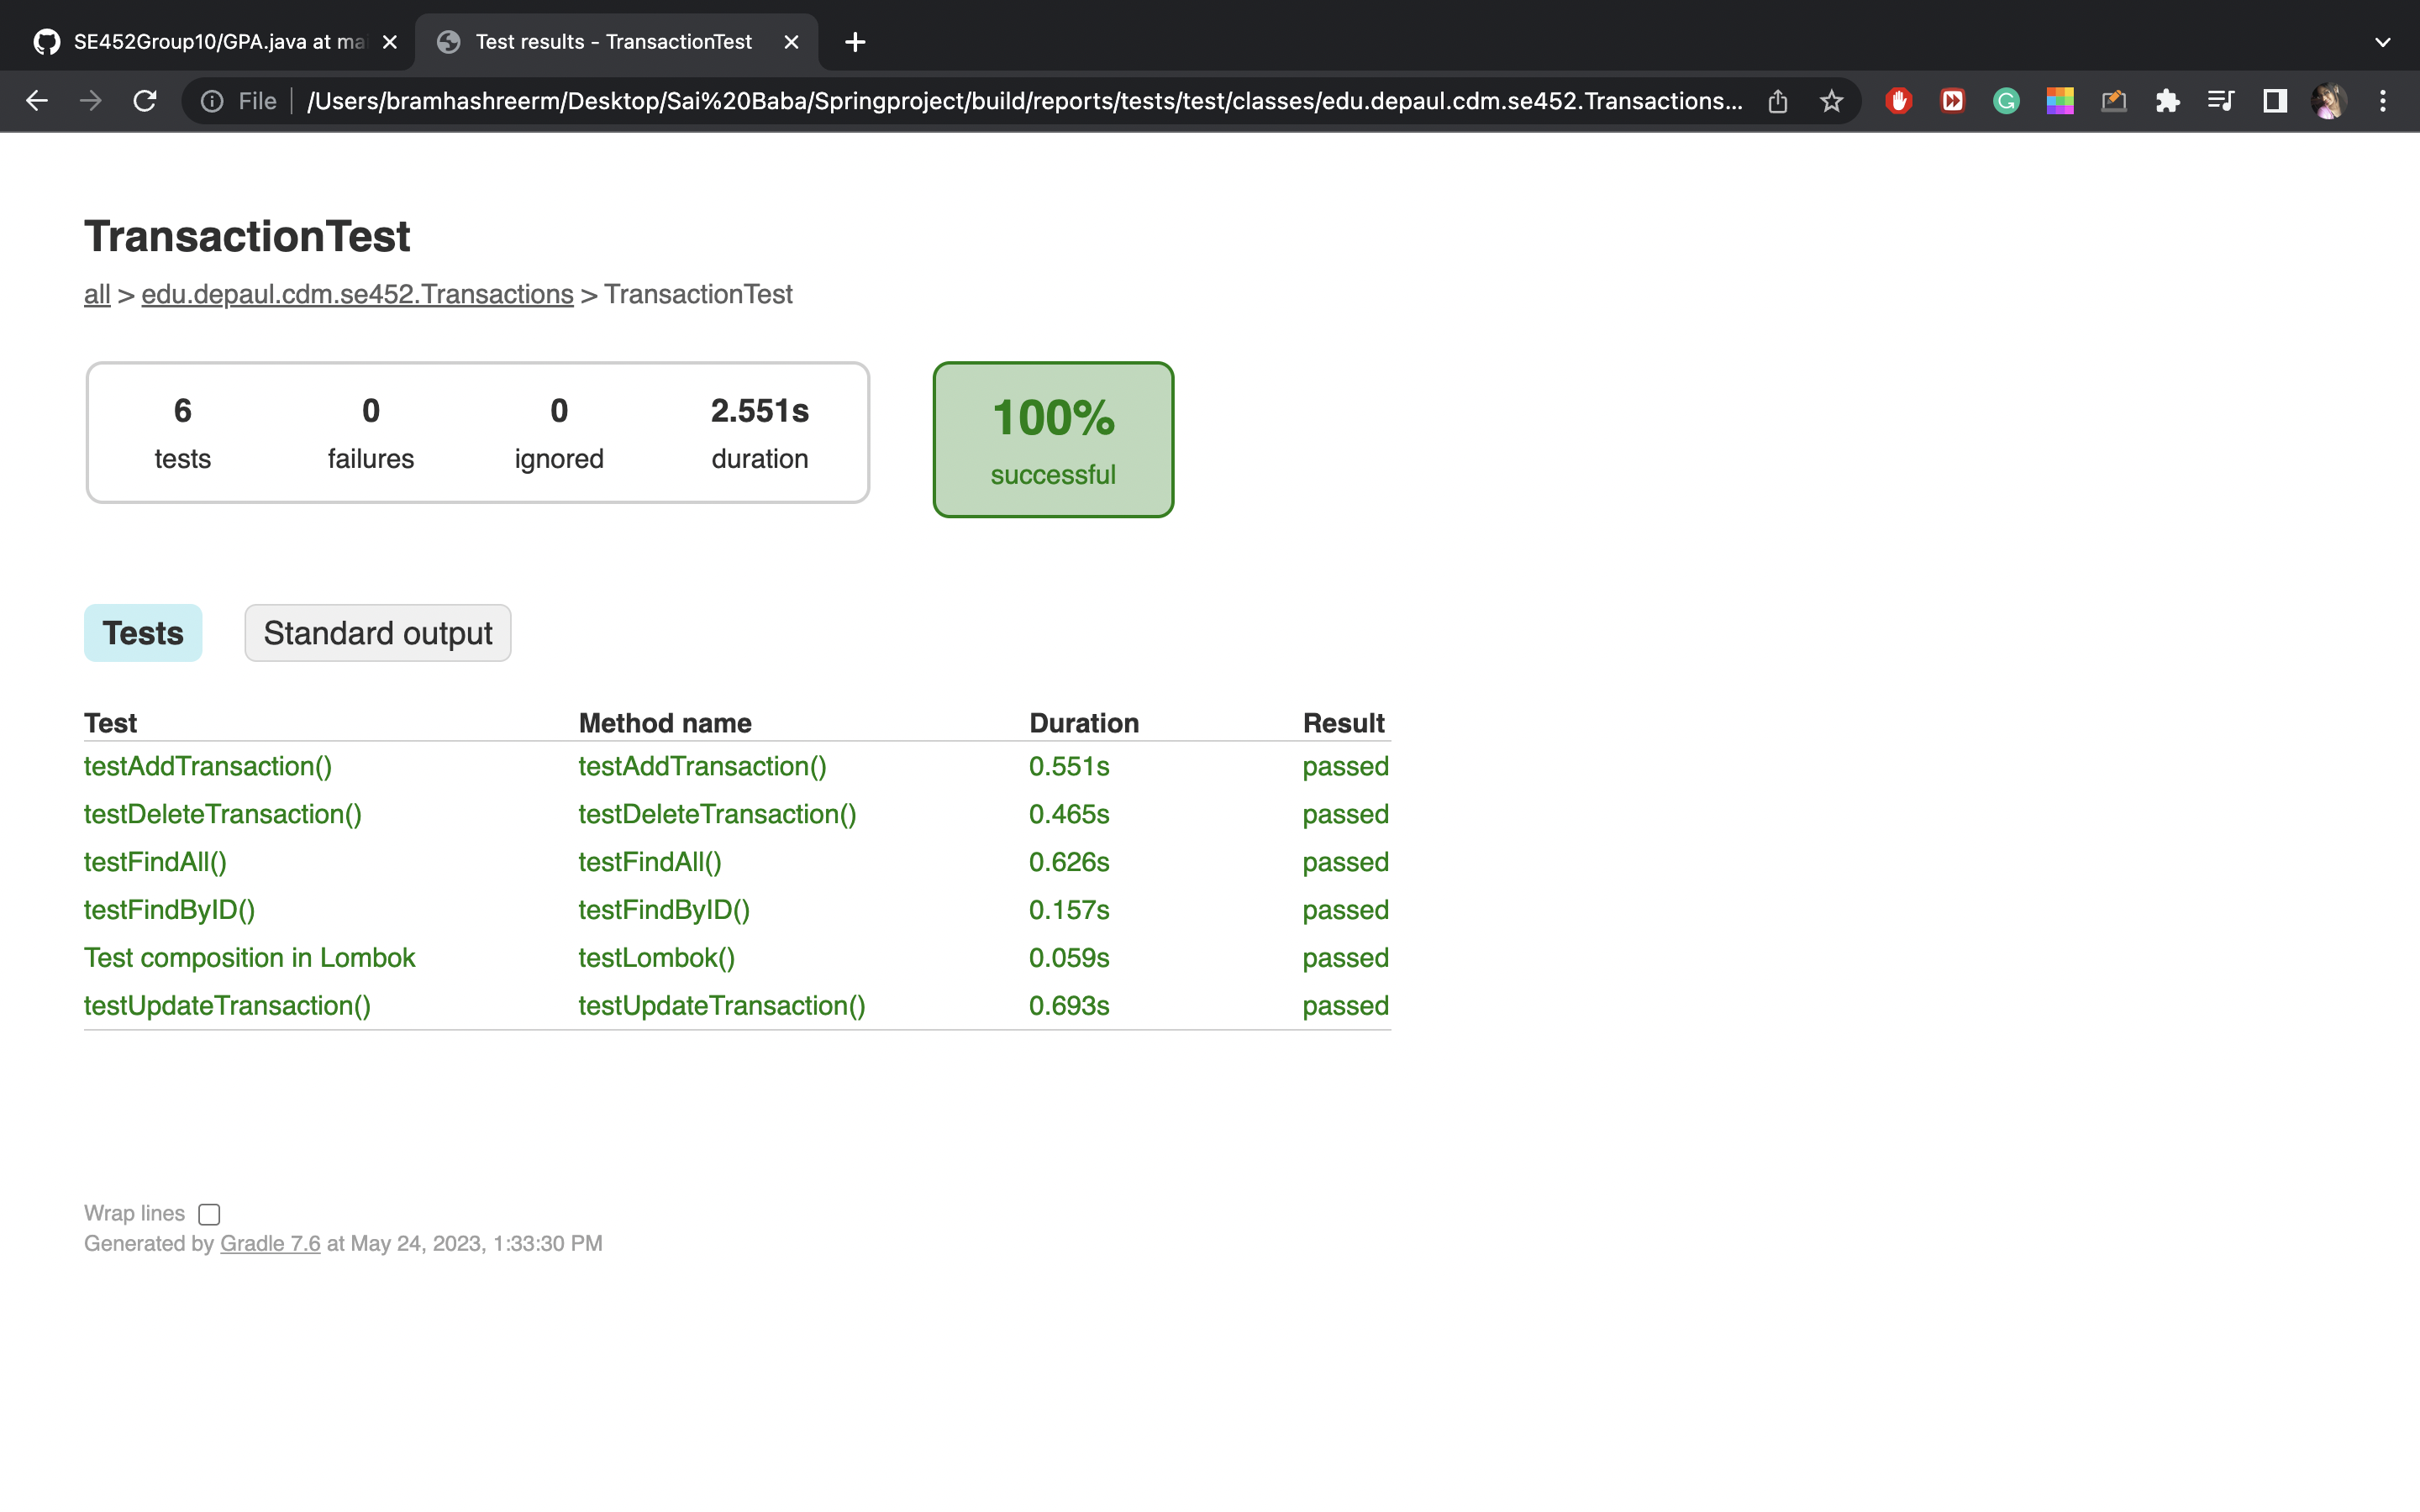 SE452Group10/GPA.java at ma
Test results - TransactionTest
File /Users/bramhashreerm/Desktop/Sai%20Baba/Springproject/build/reports/tests/test/classes/edu.depaul.cdm.se452.Transactions...
TransactionTest
all > edu.depaul.cdm.se452.Transactions > TransactionTest
6 0 0 2.551s
tests failures ignored duration
100%
successful
Tests Standard output
Test Method name Duration Result
testAddTransaction() testAddTransaction() 0.551s passed
testDeleteTransaction() testDeleteTransaction() 0.465s passed
testFindAll() testFindAll() 0.626s passed
testFindByID() testFindByID() 0.157s passed
Test composition in Lombok testLombok() 0.059s passed
testUpdateTransaction() testUpdateTransaction() 0.693s passed
Wrap lines
Generated by Gradle 7.6 at May 24, 2023, 1:33:30 PM